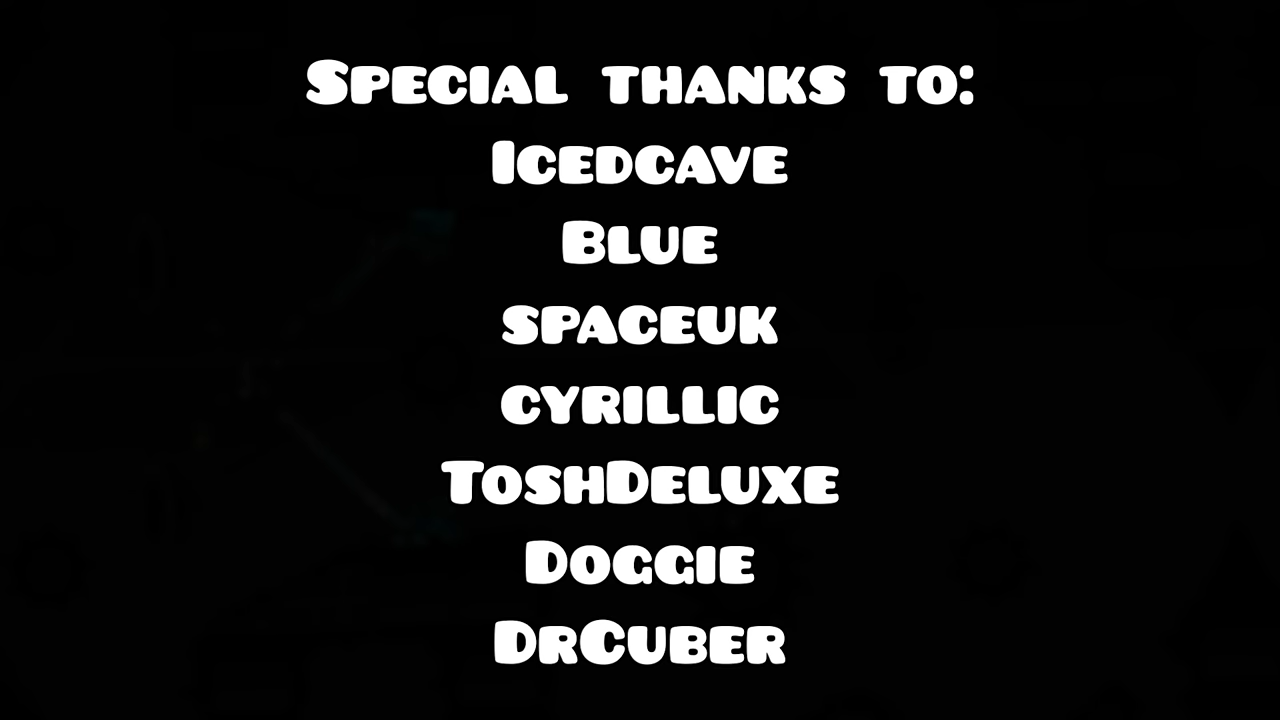 Special thanks to:
Icedcave
Blue
spaceuk
cyrillic
ToshDeluxe
Doggie
DrCuber